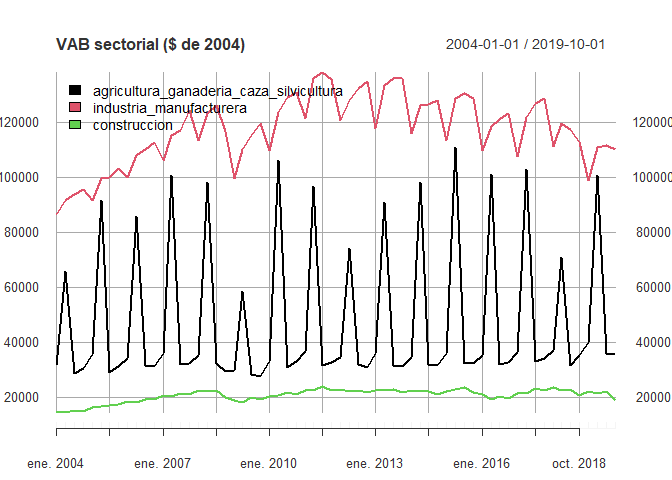 VAB sectorial ($ de 2004)
2004-01-01 / 2019-10-01
agricultura_ganaderia_caza_silvicultura
industria_manufacturera
construccion
120000
120000
100000
100000
80000
80000
60000
60000
40000
40000
20000
20000
ene. 2004
ene. 2007
ene. 2010
ene. 2013
ene. 2016
oct. 2018